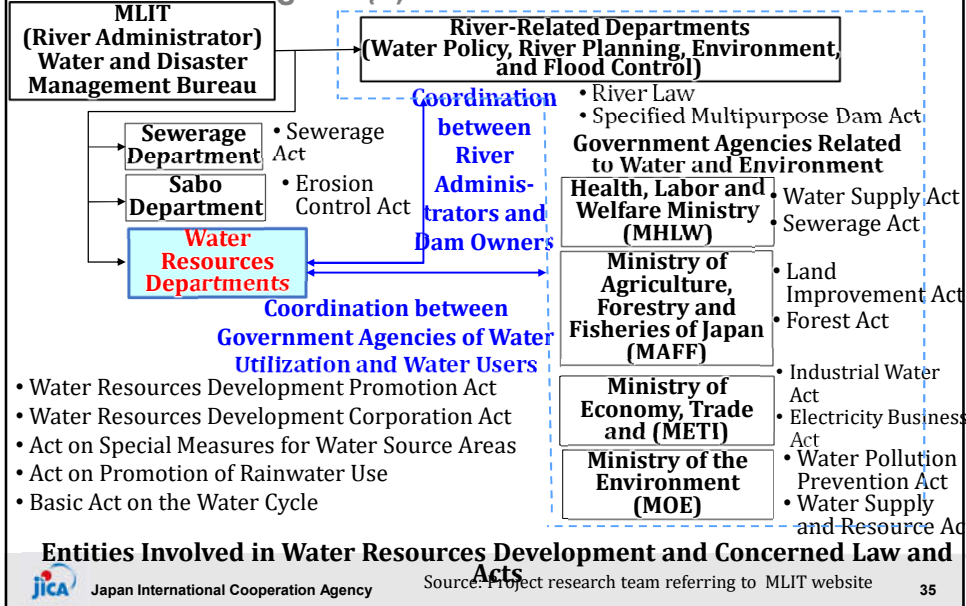 MLIT
(River Administrator)
Water and Disaster
Management Bureau
River-Related Departments
(Water Policy, River Planning, Environment,
and Flood Control)
• River Law
• Specified Multipurpose Dam Act
Coordination
between
River
Adminis-
trators and
Dam Owners
Sewerage
Department
• Sewerage
Act
Sabo
Department
• Erosion
Control Act
Water
Resources
Departments
Coordination between
Government Agencies of Water
Utilization and Water Users
Government Agencies Related
to Water and Environment
Health, Labor and
Welfare Ministry
(MHLW)
• Water Supply Act
• Sewerage Act
Ministry of
Agriculture,
Forestry and
Fisheries of Japan
(MAFF)
• Land
Improvement Act
• Forest Act
Ministry of
Economy, Trade
and (METI)
• Industrial Water
Act
• Electricity Business
Act
Ministry of the
Environment
(MOE)
• Water Pollution
Prevention Act
• Water Supply
and Resource Ac
• Water Resources Development Promotion Act
• Water Resources Development Corporation Act
• Act on Special Measures for Water Source Areas
• Act on Promotion of Rainwater Use
• Basic Act on the Water Cycle
Entities Involved in Water Resources Development and Concerned Law and
Acts
Source: Project research team referring to MLIT website
jica
Japan International Cooperation Agency
35